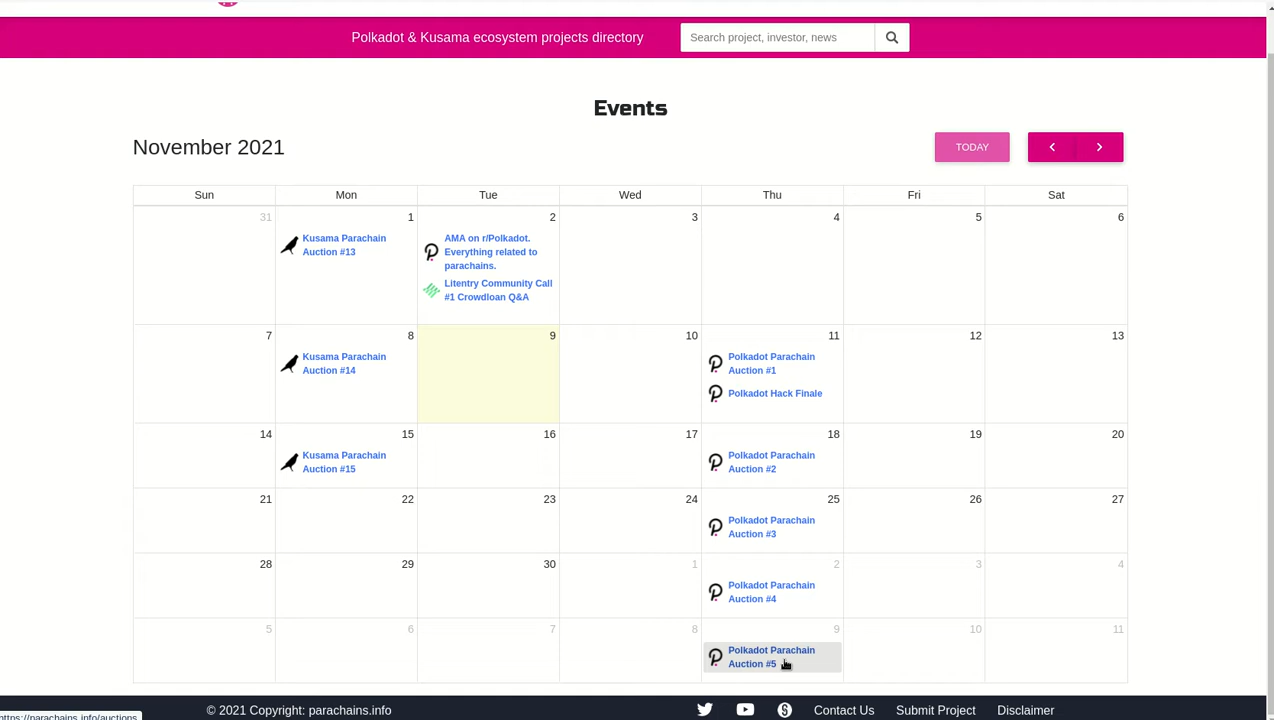 Polkadot & Kusama ecosystem projects directory
Search project, investor, news
Events
November 2021
TODAY
Sun Mon Tue Wed Thu Fri Sat
31 1 2 3 4 5 6
Kusama Parachain
Auction #13
AMA on r/Polkadot.
Everything related to
parachains.
Litentry Community Call
#1 Crowdloan Q&A
7 8 9 10 11 12 13
Kusama Parachain
Auction #14
Polkadot Parachain
Auction #1
Polkadot Hack Finale
14 15 16 17 18 19 20
Kusama Parachain
Auction #15
Polkadot Parachain
Auction #2
21 22 23 24 25 26 27
Polkadot Parachain
Auction #3
28 29 30 1 2 3 4
Polkadot Parachain
Auction #4
5 6 7 8 9 10 11
Polkadot Parachain
Auction #5
© 2021 Copyright: parachains.info
Contact Us Submit Project Disclaimer
https://parachains.info/auctions